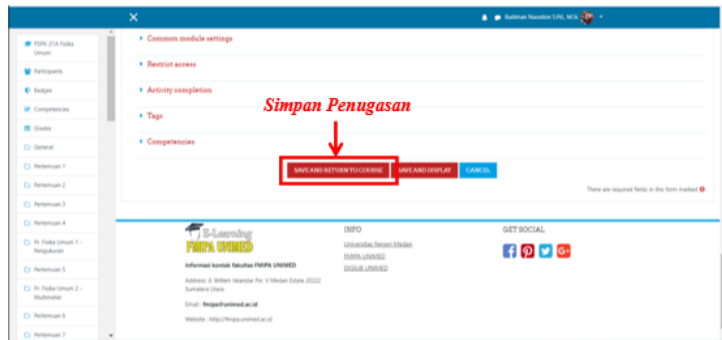 Budiman Nasution S.Pd., M.Si
PSPK-21A Fisika Umum
Participants
Badges
Competencies
Grades
General
Pertemuan 1
Pertemuan 2
Pertemuan 3
Pertemuan 4
Pr. Fisika Umum 1 - Pengukuran
Pertemuan 5
Pr. Fisika Umum 2 - Multimeter
Pertemuan 6
Pertemuan 7
Common module settings
Restrict access
Activity completion
Tags
Competencies
Simpan Penugasan
SAVE AND RETURN TO COURSE
SAVE AND DISPLAY
CANCEL
There are required fields in this form marked
E-Learning
FMIPA UNIMED
Informasi kontak fakultas FMIPA UNIMED
Address: Jl. Willem Iskandar Psr. V Medan Estate 20222
Sumatera Utara
Email : fmipa@unimed.ac.id
Website : http://fmipa.unimed.ac.id
INFO
Universitas Negeri Medan
FMIPA UNIMED
DIGILIB UNIMED
GET SOCIAL